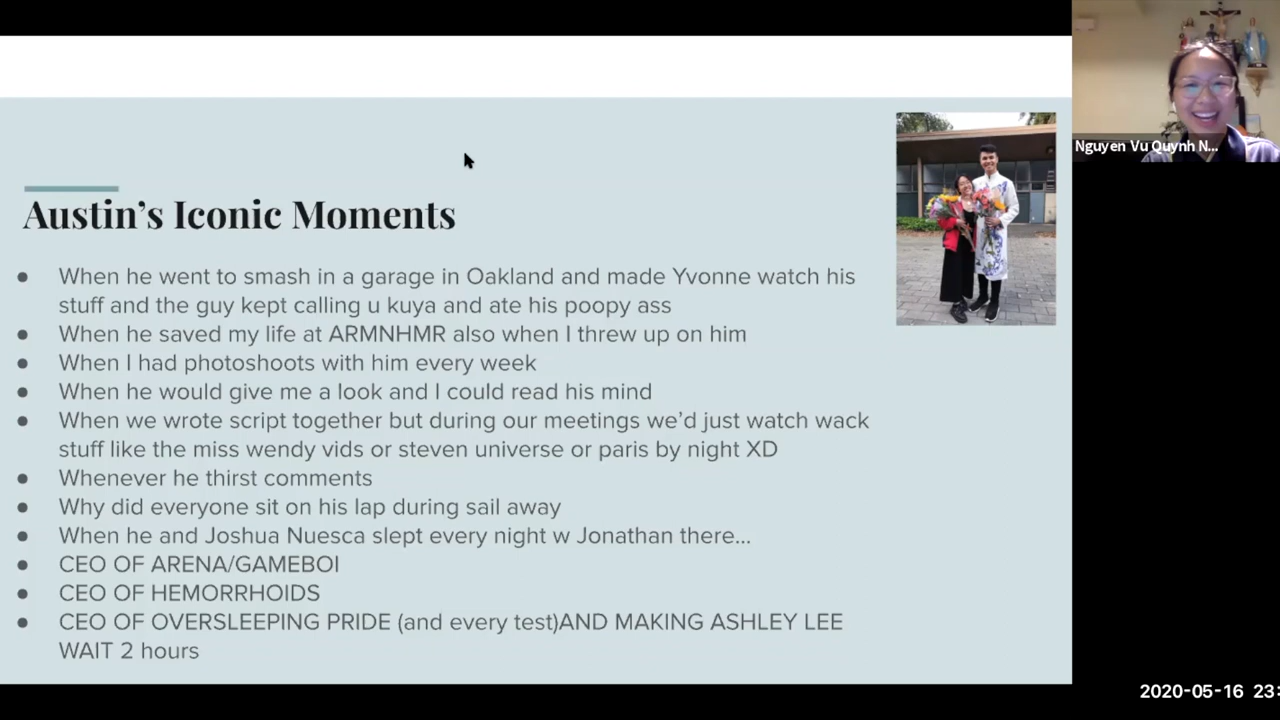 Nguyen Vu Quynh N...
Austin's Iconic Moments
● When he went to smash in a garage in Oakland and made Yvonne watch his
stuff and the guy kept calling u kuya and ate his poopy ass
● When he saved my life at ARMNHMR also when I threw up on him
● When I had photoshoots with him every week
● When he would give me a look and I could read his mind
● When we wrote script together but during our meetings we'd just watch wack
stuff like the miss wendy vids or steven universe or paris by night XD
● Whenever he thirst comments
● Why did everyone sit on his lap during sail away
● When he and Joshua Nuesca slept every night w Jonathan there...
● CEO OF ARENA/GAMEBOI
● CEO OF HEMORRHOIDS
● CEO OF OVERSLEEPING PRIDE (and every test)AND MAKING ASHLEY LEE
WAIT 2 hours
2020-05-16 23: